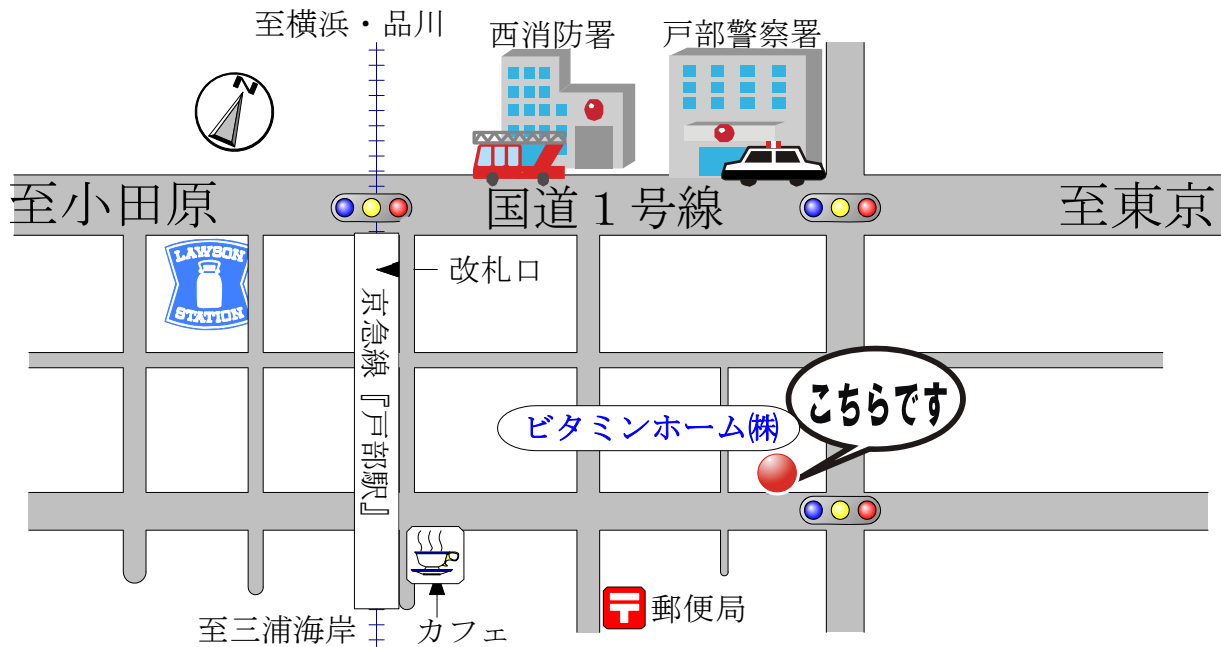 至横浜・品川
西消防署
戸部警察署
N
至小田原
国道１号線
至東京
LAWSON
STATION
改札口
京急線『戸部駅』
こちらです
ビタミンホーム㈱
郵便局
至三浦海岸
カフェ